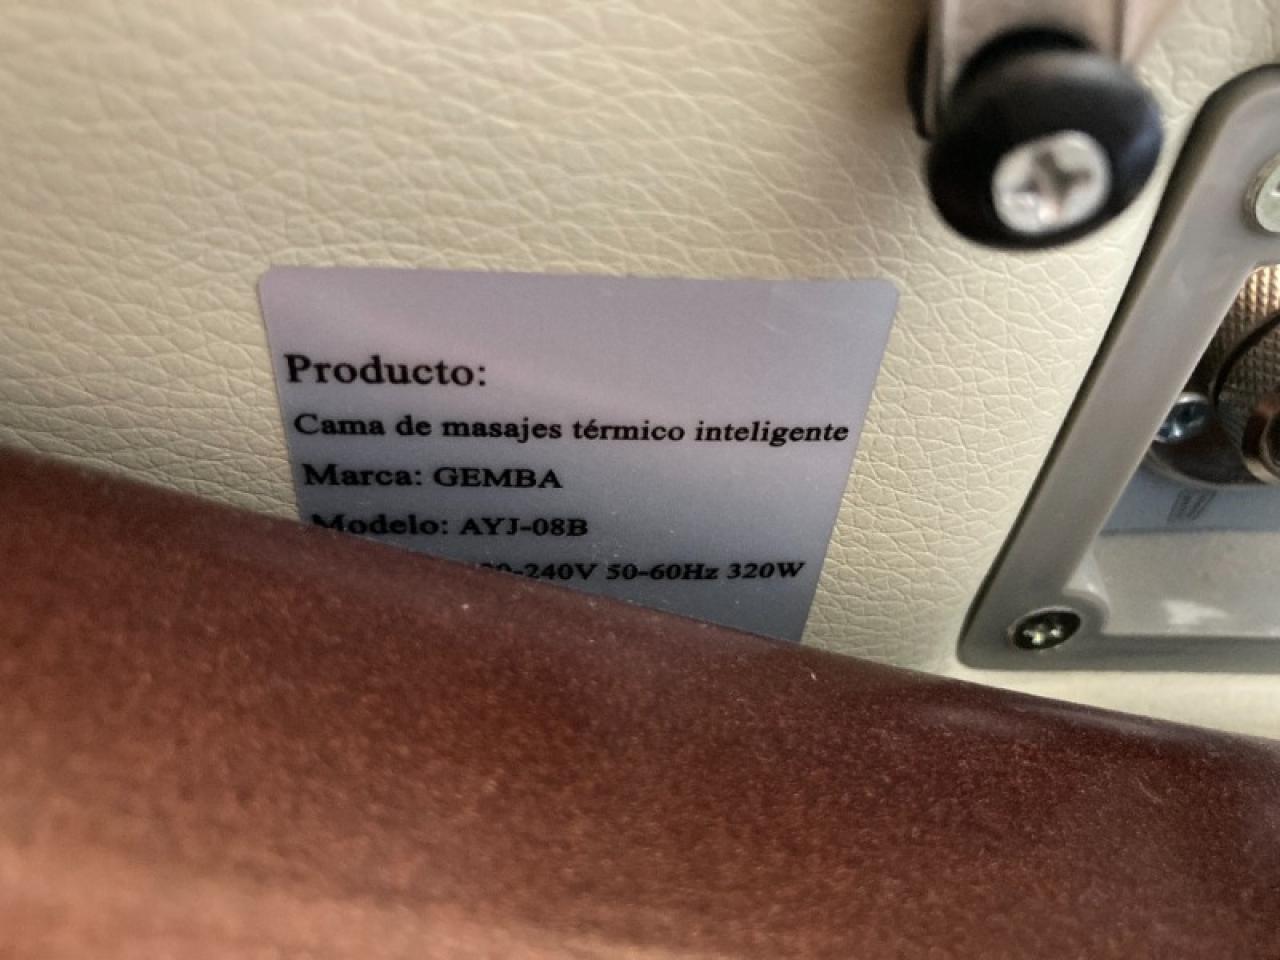 Producto:
Cama de masajes térmico inteligente
Marca: GEMBA
Modelo: AYJ-08B
-240V 50-60Hz 320W